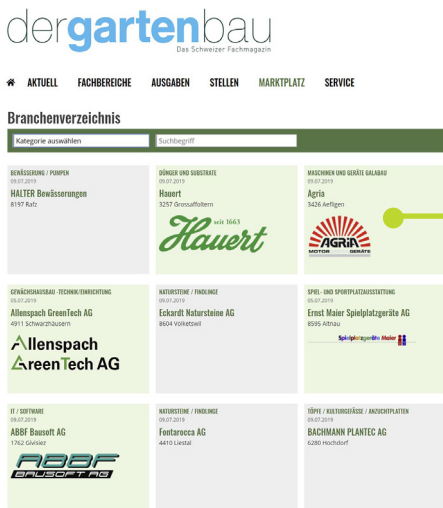 dergartenbau
Das Schweizer Fachmagazin
AKTUELL FACHBEREICHE AUSGABEN STELLEN MARKTPLATZ SERVICE
Branchenverzeichnis
Kategorie auswählen Suchbegriff
BEWÄSSERUNG / PUMPEN
09.07.2019
HALTER Bewässerungen
8197 Rafz
DÜNGER UND SUBSTRATE
09.07.2019
Hauert
3257 Grossaffoltern
seit 1663
Hauert
MASCHINEN UND GERÄTE GALABAU
09.07.2019
Agria
3426 Aefligen
AGRIA
MOTOR GERÄTE
GEWÄCHSHAUSBAU -TECHNIK/EINRICHTUNG
05.07.2019
Allenspach GreenTech AG
4911 Schwarzhäusern
Allenspach
GreenTech AG
NATURSTEINE / FINDLINGE
09.07.2019
Eckardt Natursteine AG
8604 Volketswil
SPIEL- UND SPORTPLATZAUSSTATTUNG
05.07.2019
Ernst Maier Spielplatzgeräte AG
8595 Altnau
Spielplatzgeräte Maier
IT / SOFTWARE
09.07.2019
ABBF Bausoft AG
1762 Givisiez
ABBF
BAUSOFT AG
NATURSTEINE / FINDLINGE
09.07.2019
Fontarocca AG
4410 Liestal
TÖPFE / KULTURGEFÄSSE / ANZUCHTPLATTEN
09.07.2019
BACHMANN PLANTEC AG
6280 Hochdorf